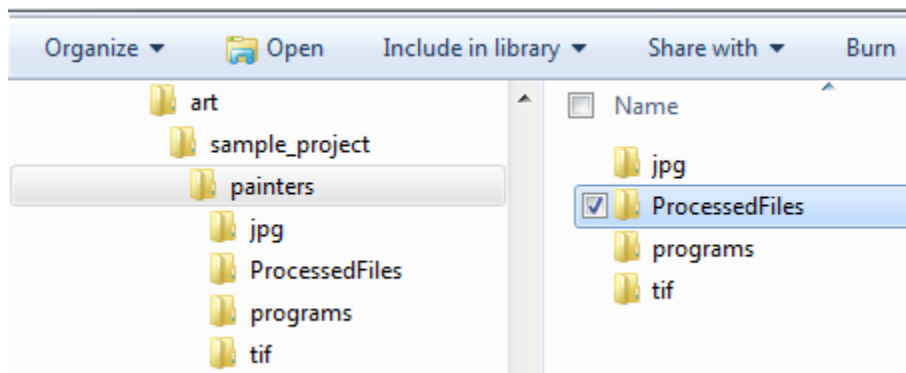 Organize Open Include in library Share with Burn
art
sample_project
painters
jpg
ProcessedFiles
programs
tif
Name
jpg
ProcessedFiles
programs
tif